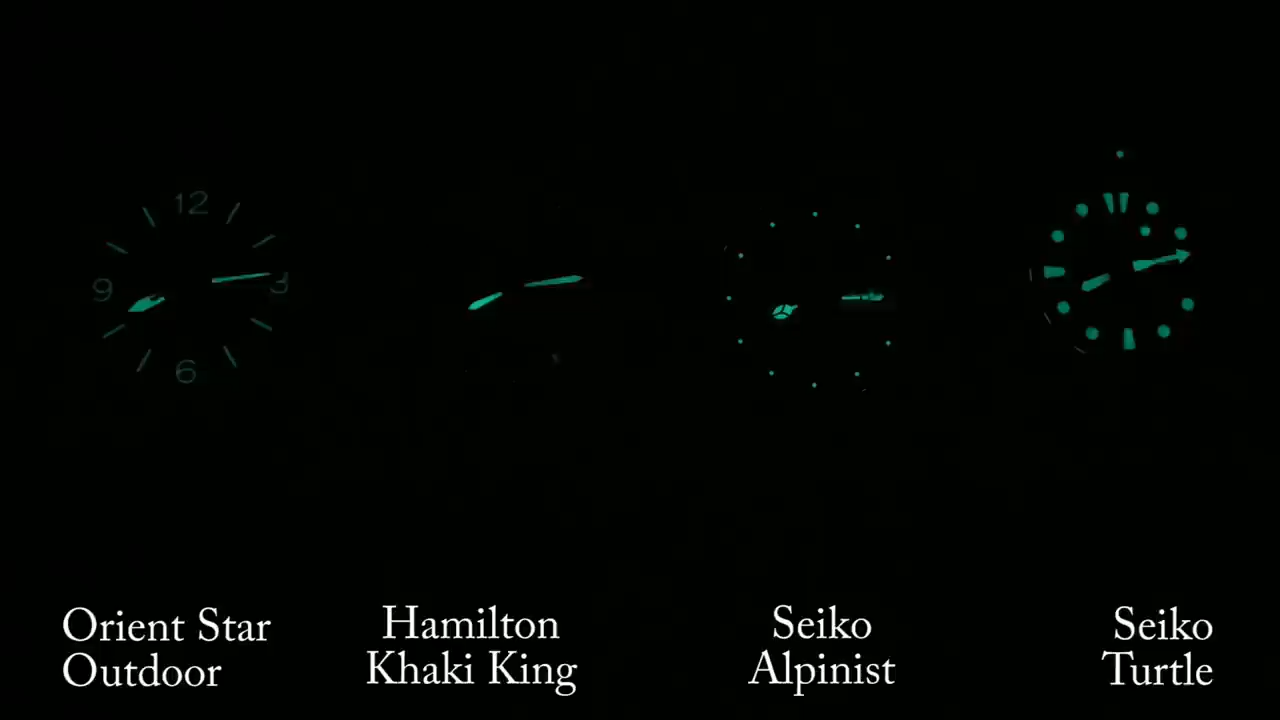 12
9
3
6
Orient Star
Outdoor
Hamilton
Khaki King
Seiko
Alpinist
Seiko
Turtle